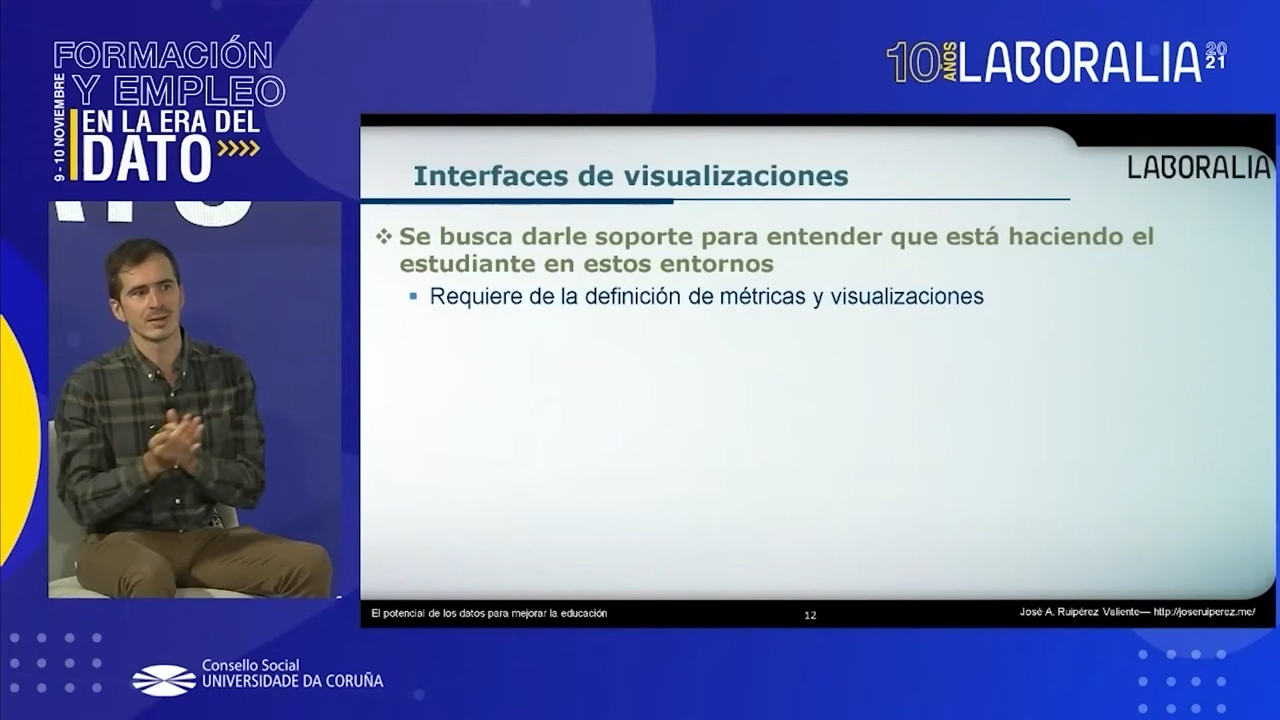 FORMACIÓN
Y EMPLEO
EN LA ERA DEL
DATO
9 - 10 NOVIEMBRE
10 AÑOS LABORALIA 2021
LABORALIA
Interfaces de visualizaciones
Se busca darle soporte para entender que está haciendo el
estudiante en estos entornos
Requiere de la definición de métricas y visualizaciones
El potencial de los datos para mejorar la educación
12
José A. Ruipérez Valiente— http://joseruiperez.me/
Consello Social
UNIVERSIDADE DA CORUÑA